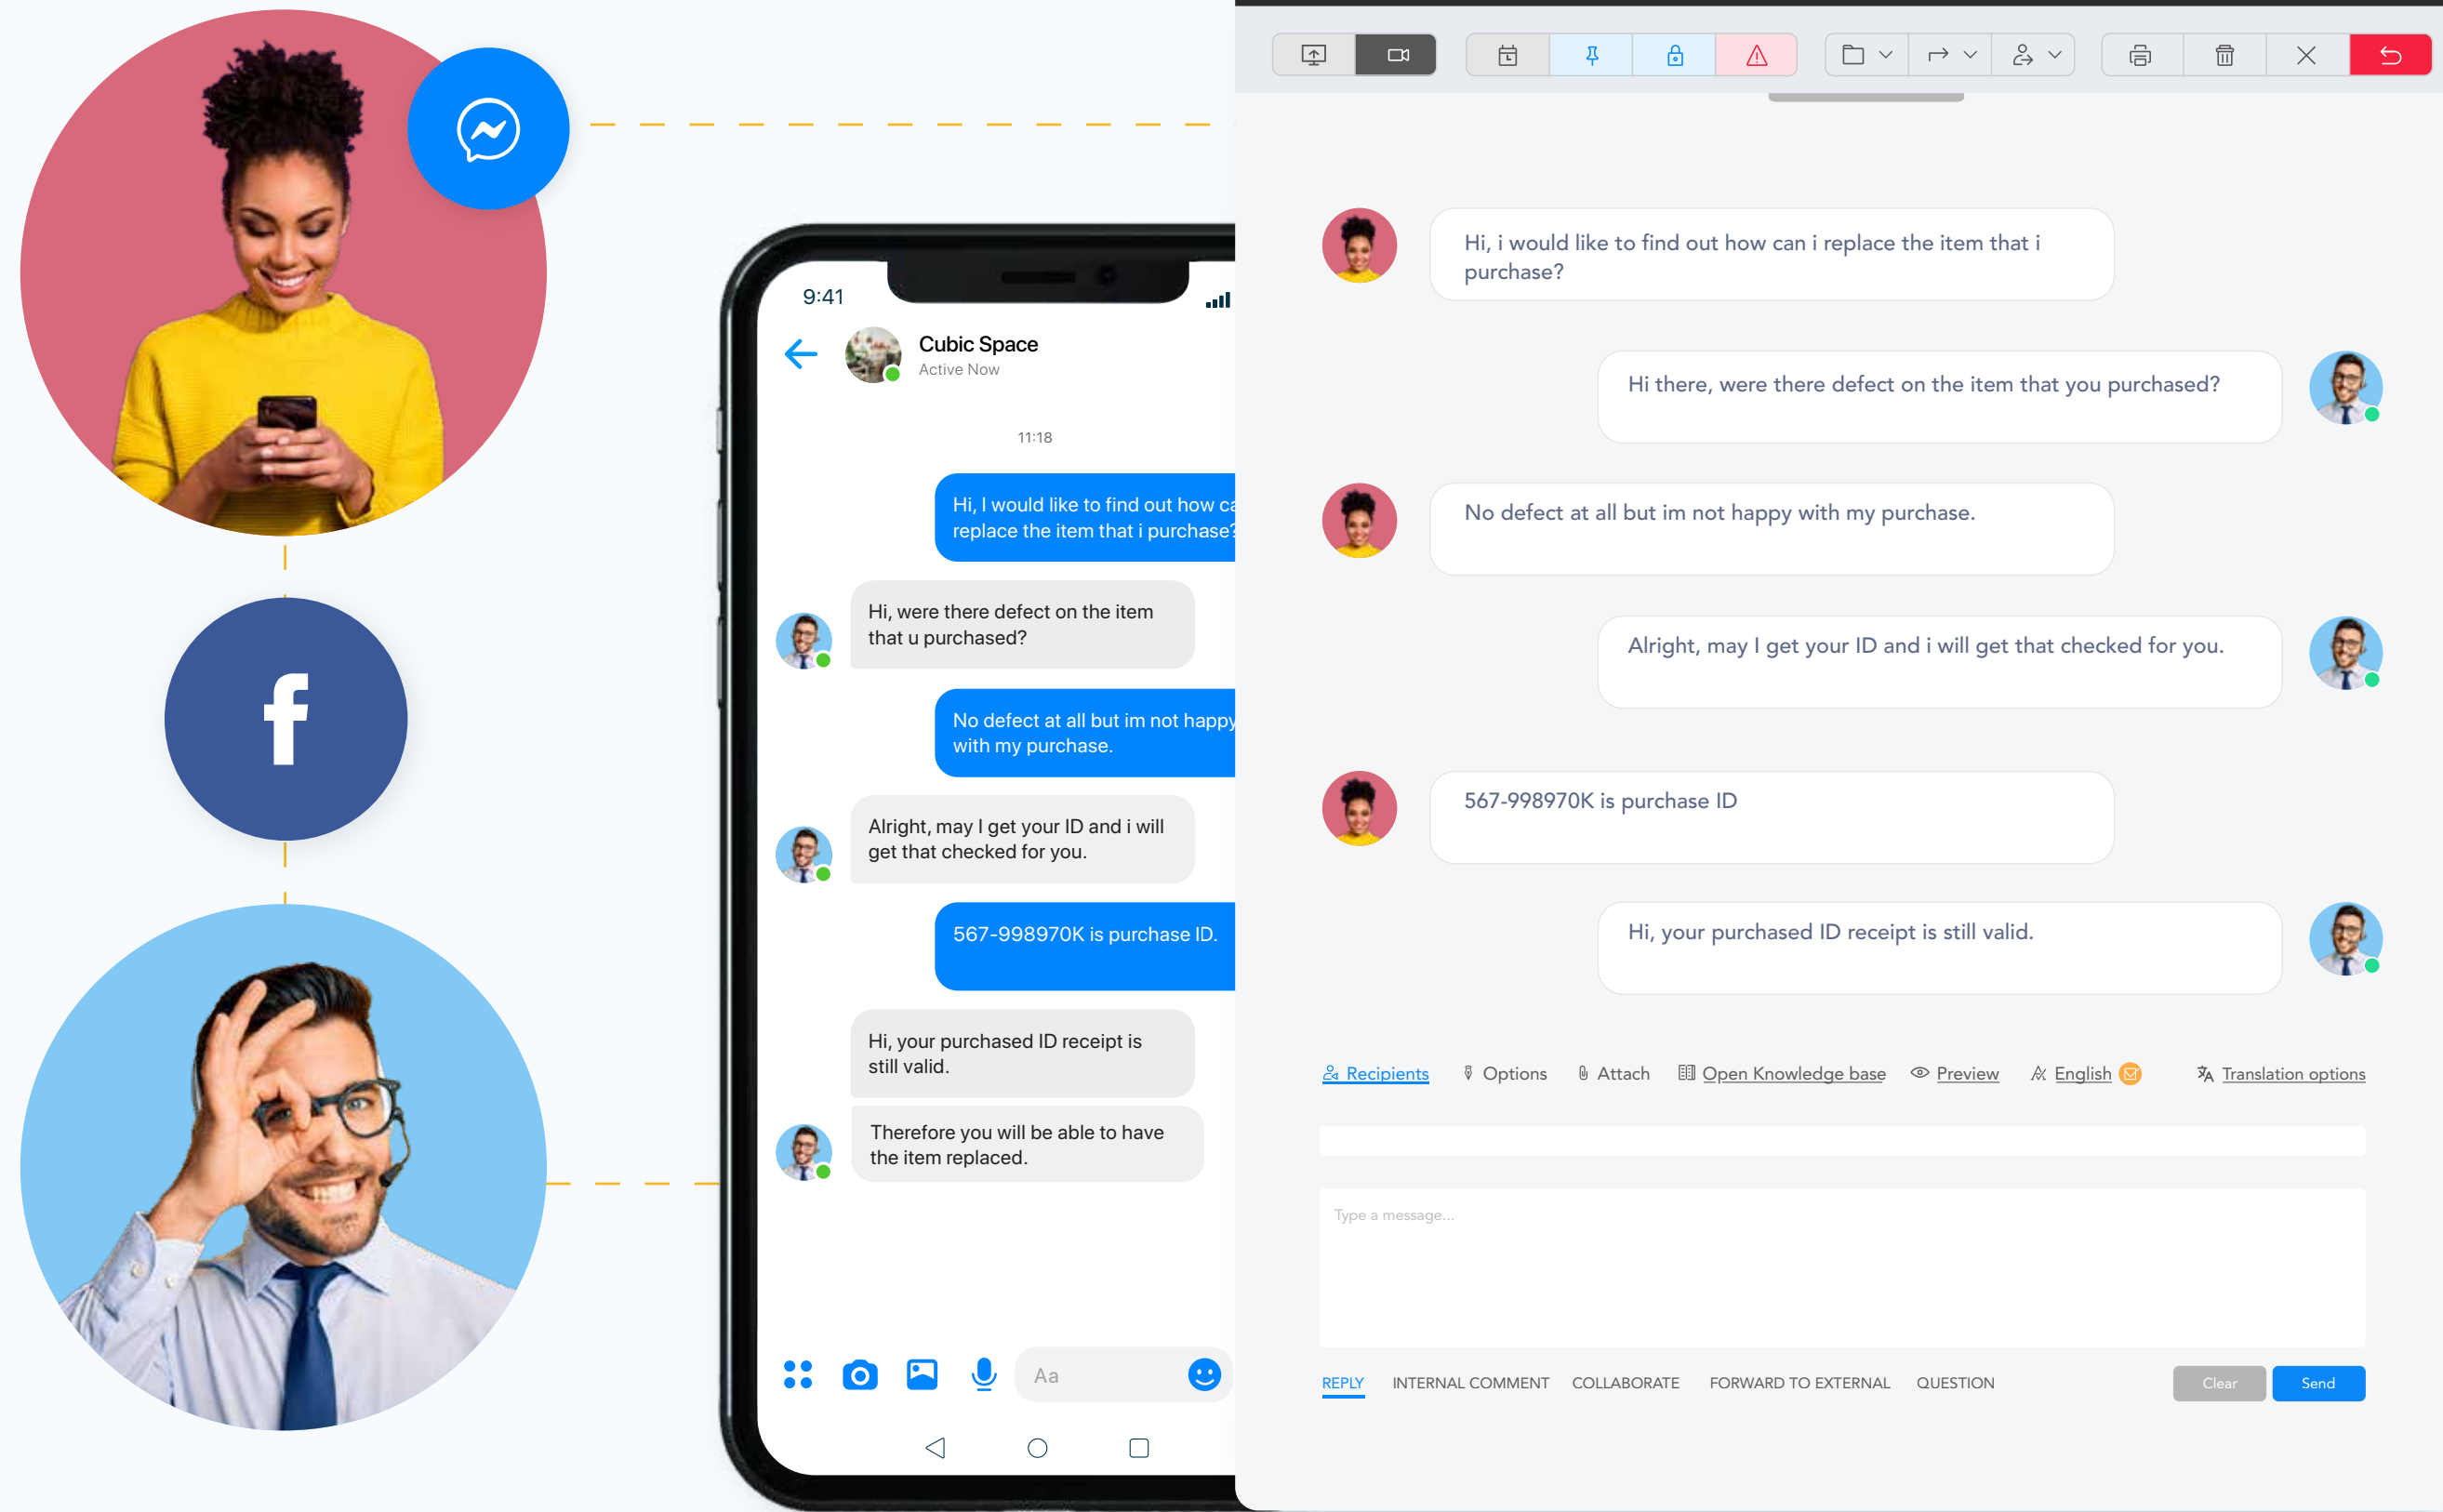 9:41
Cubic Space
Active Now
11:18
Hi, I would like to find out how
replace the item that i purchase?
Hi, were there defect on the item
that u purchased?
No defect at all but im not happy
with my purchase.
Alright, may I get your ID and i will
get that checked for you.
567-998970K is purchase ID.
Hi, your purchased ID receipt is
still valid.
Therefore you will be able to have
the item replaced.
Aa
Hi, i would like to find out how can i replace the item that i
purchase?
Hi there, were there defect on the item that you purchased?
No defect at all but im not happy with my purchase.
Alright, may I get your ID and i will get that checked for you.
567-998970K is purchase ID
Hi, your purchased ID receipt is still valid.
Recipients Options Attach Open Knowledge base Preview English Translation options
Type a message...
REPLY INTERNAL COMMENT COLLABORATE FORWARD TO EXTERNAL QUESTION Clear Send